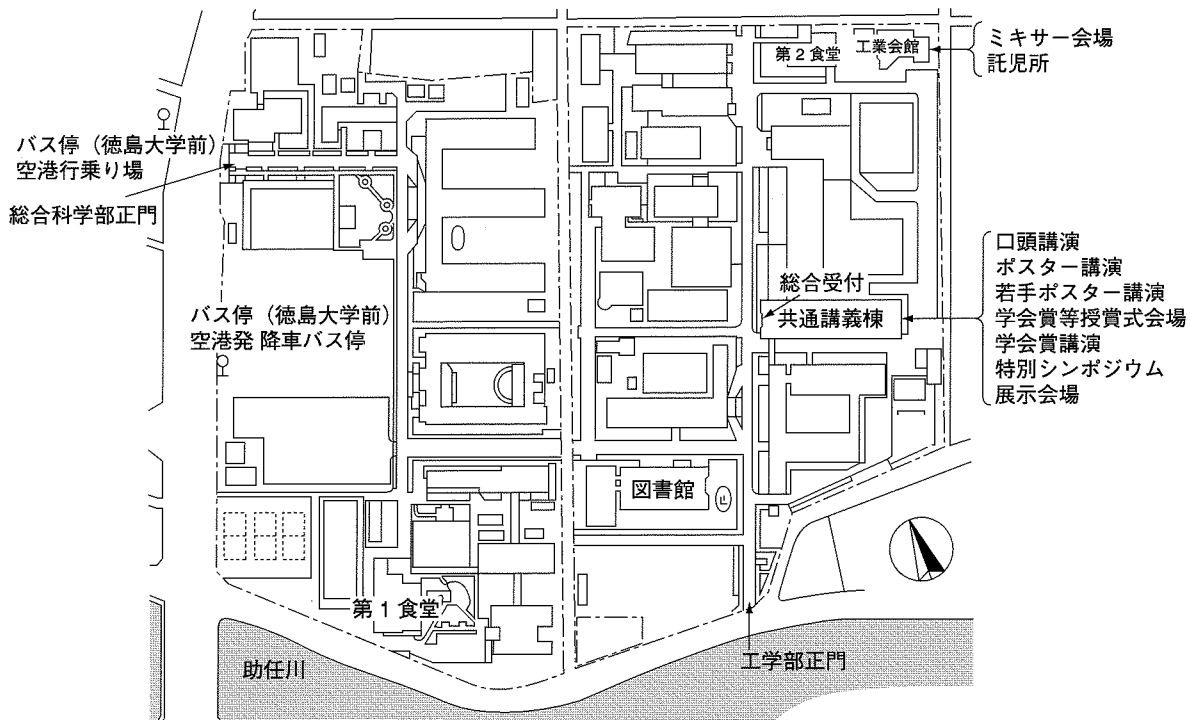 第2食堂
工業会館
ミキサー会場
託児所
バス停（徳島大学前）
空港行乗り場
総合科学部正門
口頭講演
ポスター講演
若手ポスター講演
学会賞等授賞式会場
学会賞講演
特別シンポジウム
展示会場
総合受付
共通講義棟
バス停（徳島大学前）
空港発 降車バス停
図書館
第1食堂
助任川
工学部正門